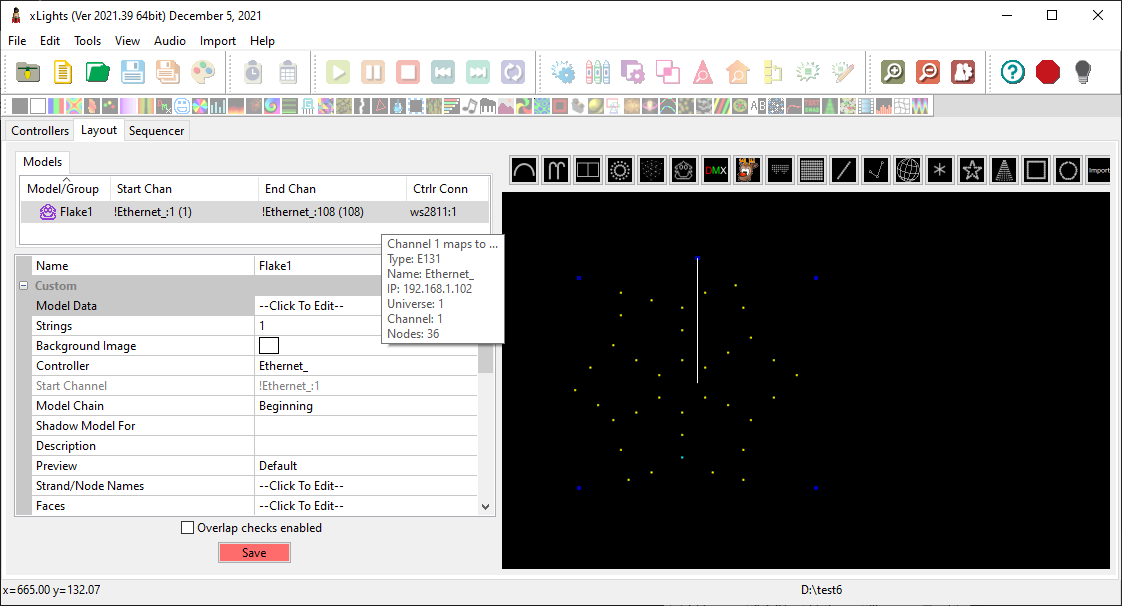 xLights (Ver 2021.39 64bit) December 5, 2021
File Edit Tools View Audio Import Help
Controllers Layout Sequencer
Models
DMX
Import
Model/Group Start Chan End Chan Ctrlr Conn
Flake1 !Ethernet_:1 (1) !Ethernet_:108 (108) ws2811:1
Channel 1 maps to ...
Type: E131
Name: Ethernet_
IP: 192.168.1.102
Universe: 1
Channel: 1
Nodes: 36
Name Flake1
Custom
Model Data --Click To Edit--
Strings 1
Background Image
Controller Ethernet_
Start Channel !Ethernet_:1
Model Chain Beginning
Shadow Model For
Description
Preview Default
Strand/Node Names --Click To Edit--
Faces --Click To Edit--
Overlap checks enabled
Save
x=665.00 y=132.07 D:\test6